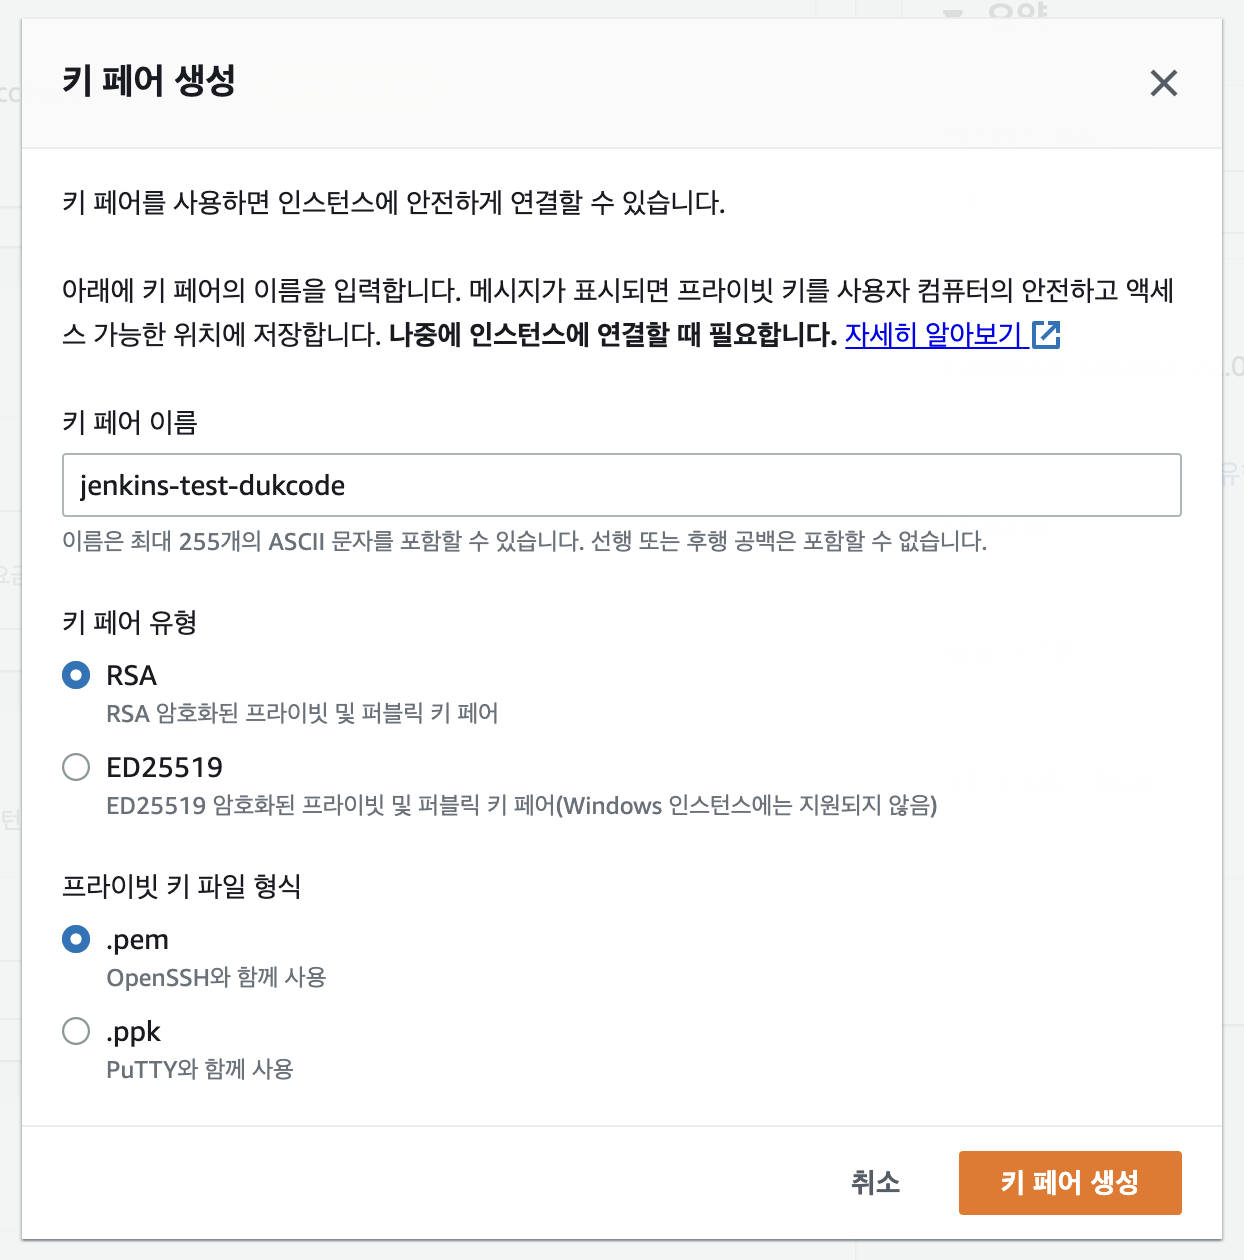 요약
키 페어 생성
키 페어를 사용하면 인스턴스에 안전하게 연결할 수 있습니다.
아래에 키 페어의 이름을 입력합니다. 메시지가 표시되면 프라이빗 키를 사용자 컴퓨터의 안전하고 액세
스 가능한 위치에 저장합니다. 나중에 인스턴스에 연결할 때 필요합니다. 자세히 알아보기
키 페어 이름
jenkins-test-dukcode
이름은 최대 255개의 ASCII 문자를 포함할 수 있습니다. 선행 또는 후행 공백은 포함할 수 없습니다.
키 페어 유형
RSA
RSA 암호화된 프라이빗 및 퍼블릭 키 페어
ED25519
ED25519 암호화된 프라이빗 및 퍼블릭 키 페어(Windows 인스턴스에는 지원되지 않음)
프라이빗 키 파일 형식
.pem
OpenSSH와 함께 사용
.ppk
PuTTY와 함께 사용
취소
키 페어 생성